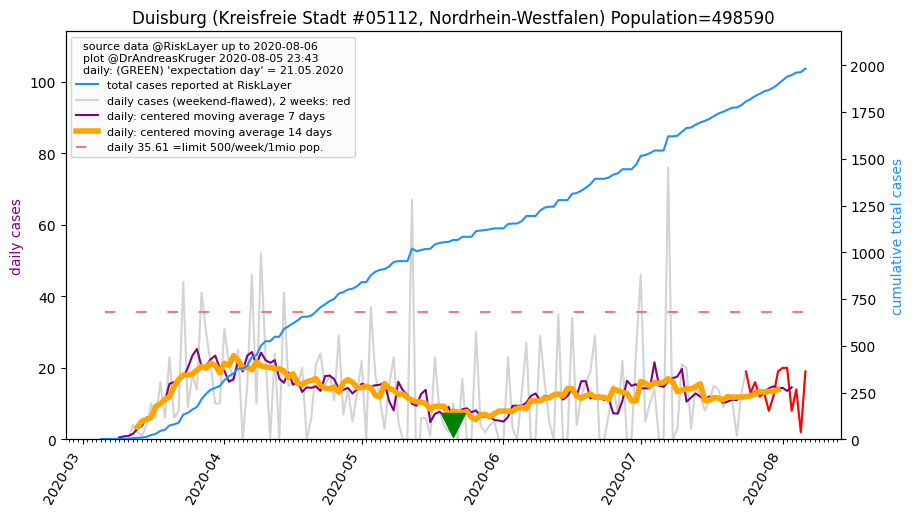 Duisburg (Kreisfreie Stadt #05112, Nordrhein-Westfalen) Population=498590
source data @RiskLayer up to 2020-08-06
plot @DrAndreasKruger 2020-08-05 23:43
daily: (GREEN) 'expectation day' = 21.05.2020
total cases reported at RiskLayer
daily cases (weekend-flawed), 2 weeks: red
daily: centered moving average 7 days
daily: centered moving average 14 days
daily 35.61 =limit 500/week/1mio pop.
daily cases
100
80
60
40
20
0
cumulative total cases
2000
1750
1500
1250
1000
750
500
250
0
2020-03
2020-04
2020-05
2020-06
2020-07
2020-08